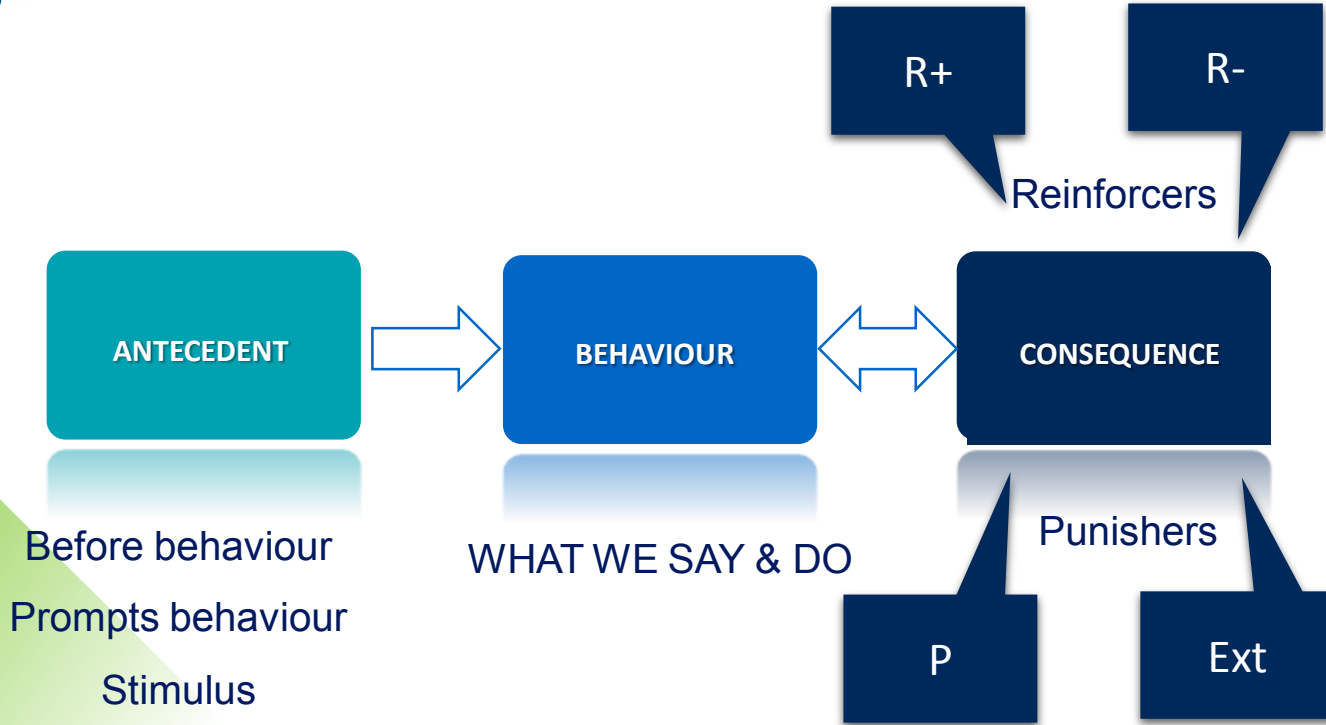 R+
R-
Reinforcers
ANTECEDENT
BEHAVIOUR
CONSEQUENCE
Before behaviour
Prompts behaviour
Stimulus
WHAT WE SAY & DO
Punishers
P
Ext